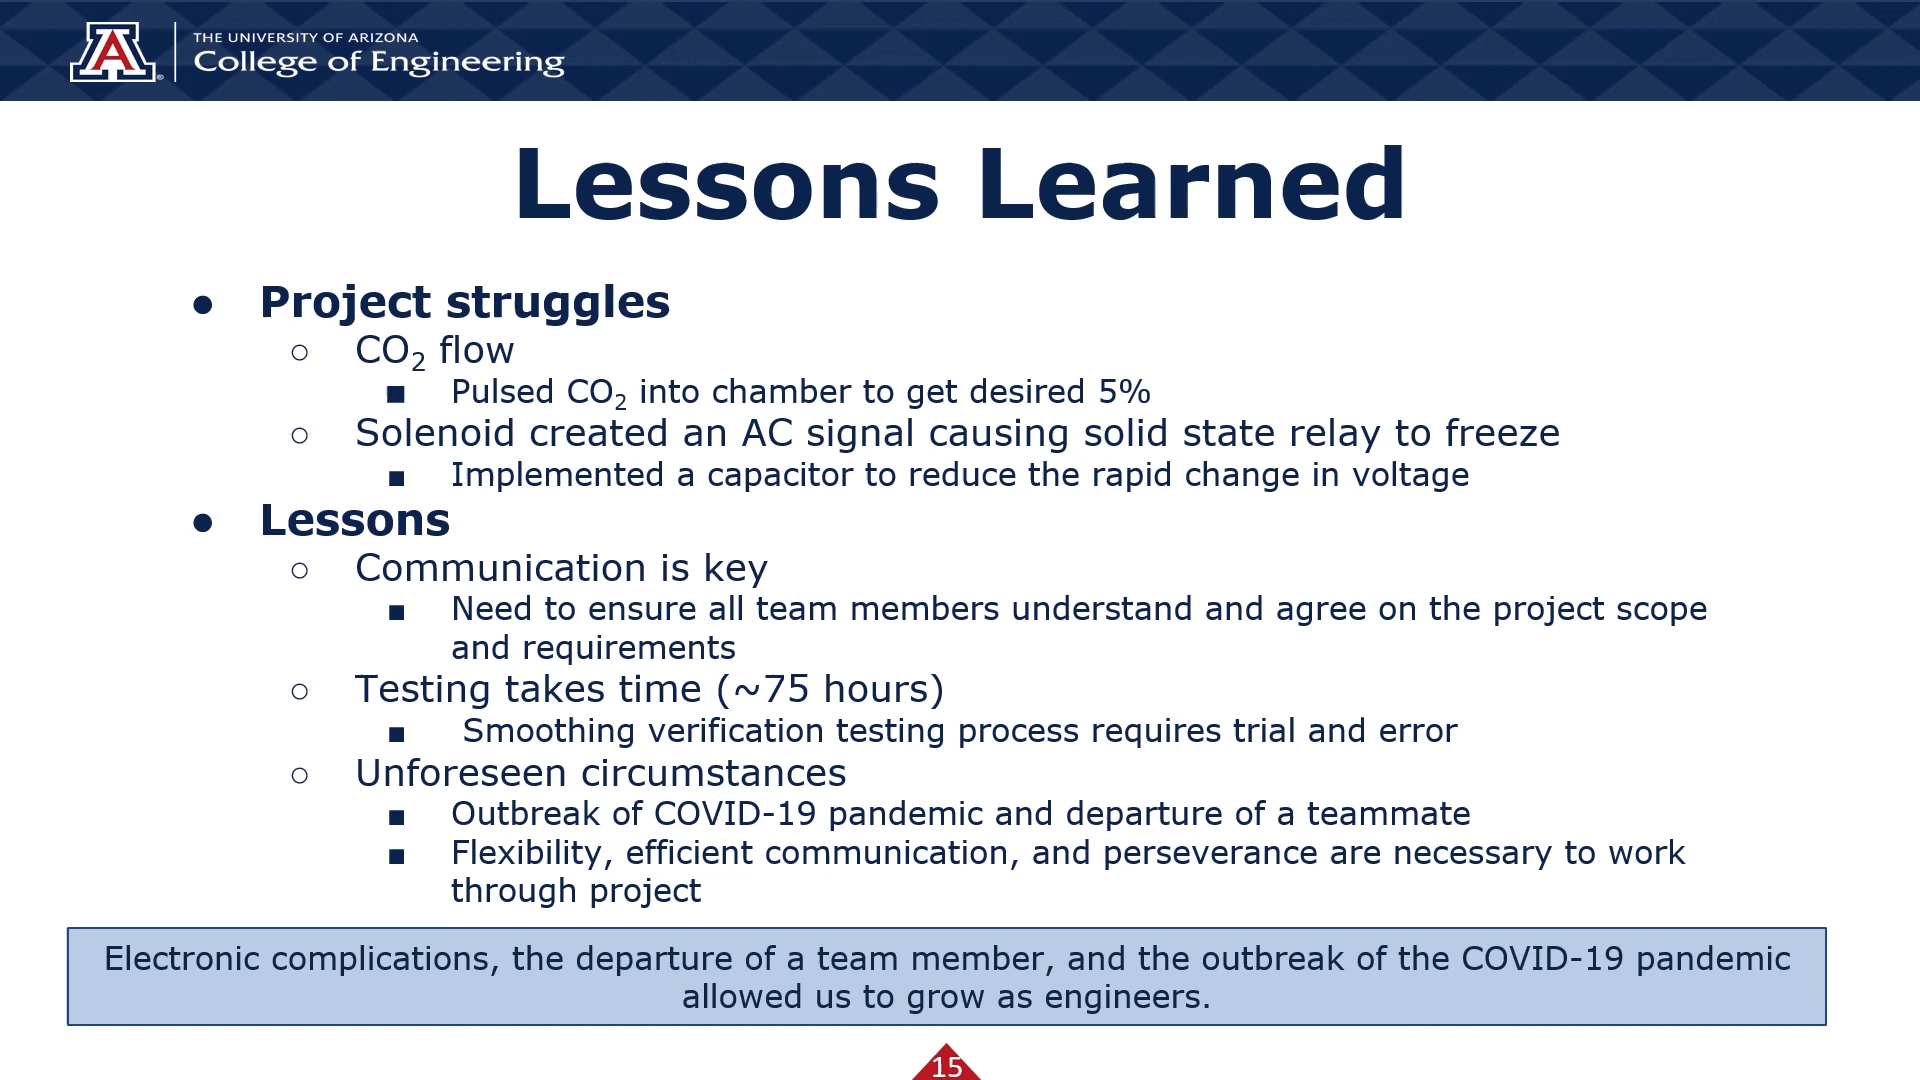 THE UNIVERSITY OF ARIZONA
College of Engineering
Lessons Learned
● Project struggles
○ CO₂ flow
■ Pulsed CO₂ into chamber to get desired 5%
○ Solenoid created an AC signal causing solid state relay to freeze
■ Implemented a capacitor to reduce the rapid change in voltage
● Lessons
○ Communication is key
■ Need to ensure all team members understand and agree on the project scope
and requirements
○ Testing takes time (~75 hours)
■ Smoothing verification testing process requires trial and error
○ Unforeseen circumstances
■ Outbreak of COVID-19 pandemic and departure of a teammate
■ Flexibility, efficient communication, and perseverance are necessary to work
through project
Electronic complications, the departure of a team member, and the outbreak of the COVID-19 pandemic
allowed us to grow as engineers.
15